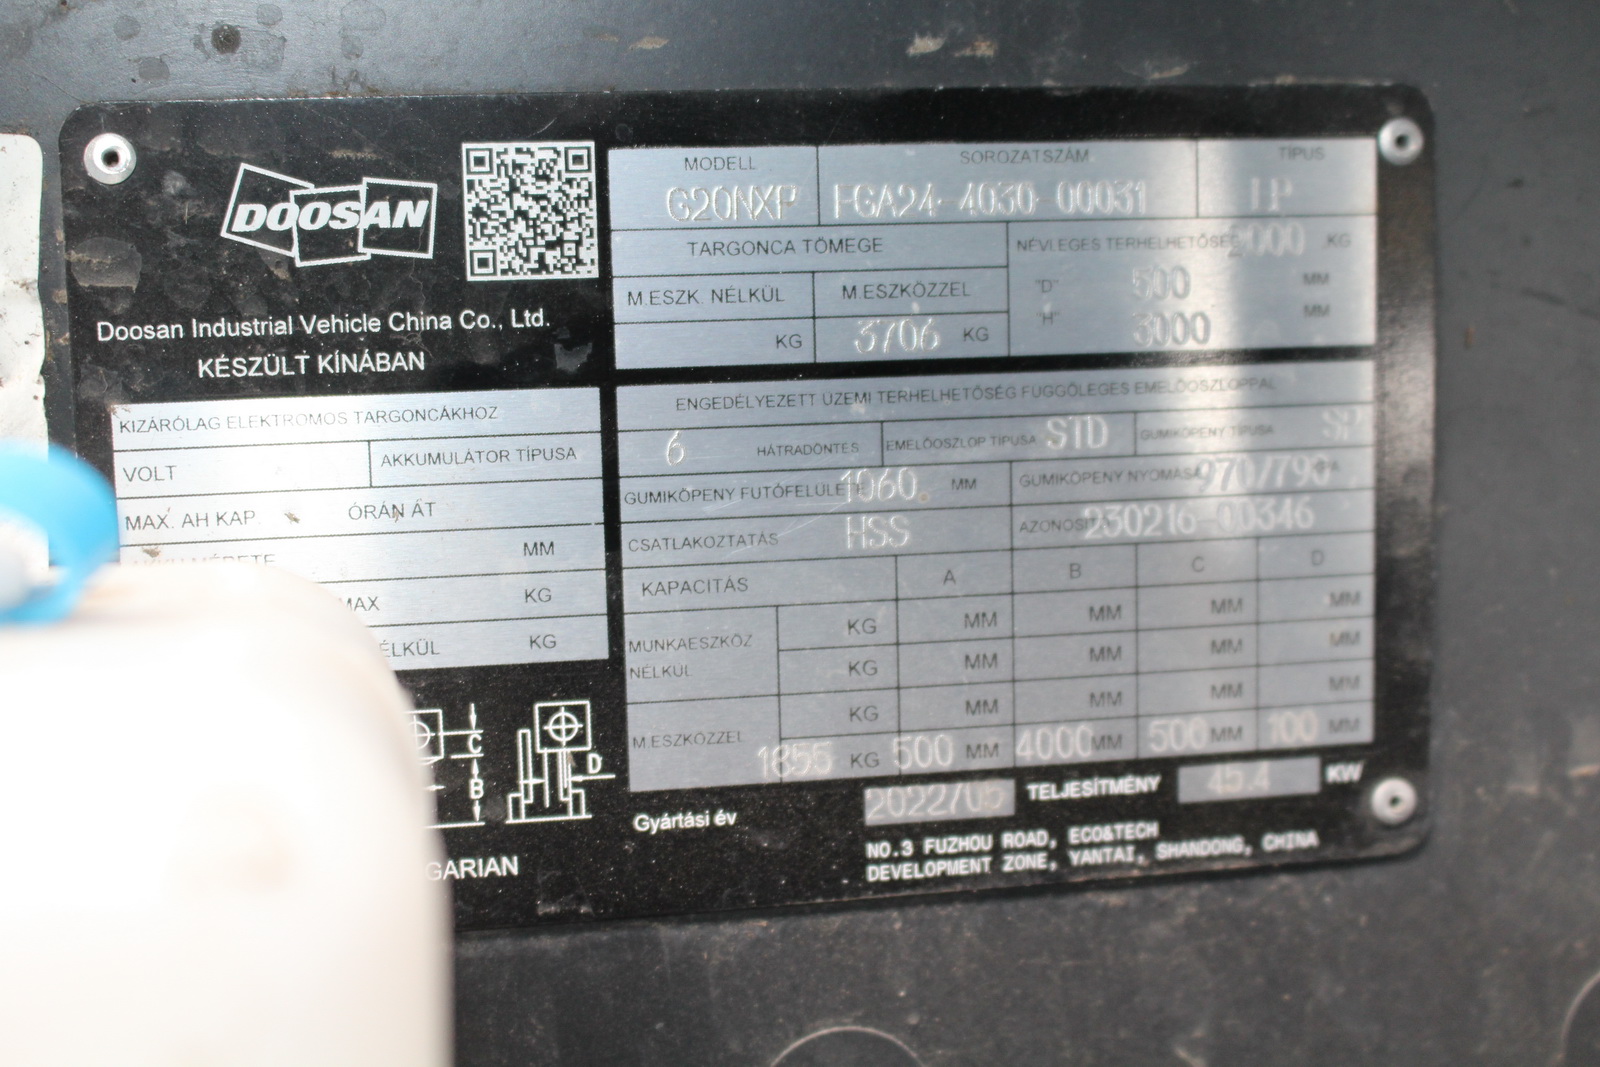 DOOSAN
Doosan Industrial Vehicle China Co., Ltd.
KÉSZÜLT KÍNÁBAN
KIZÁRÓLAG ELEKTROMOS TARGONCÁKHOZ
VOLT AKKUMULÁTOR TÍPUSA
MAX. AH KAP. ÓRÁN ÁT
MM
MAX KG
ÉLKÜL KG
C
B
D
GARIAN
MODELL SOROZATSZÁM TÍPUS
G20NXP FGA24-4030-00031 LP
TARGONCA TÖMEGE NÉVLEGES TERHELHETŐSÉG 2000 KG
M.ESZK. NÉLKÜL M.ESZKÖZZEL "D" 500 MM
KG 3706 KG "H" 3000 MM
ENGEDÉLYEZETT ÜZEMI TERHELHETŐSÉG FÜGGŐLEGES EMELŐOSZLOPPAL
6 HÁTRADÖNTÉS EMELŐOSZLOP TÍPUSA STD GUMIKÖPENY TÍPUSA SP
GUMIKÖPENY FUTÓFELÜLETE 1060. MM GUMIKÖPENY NYOMÁSA 970/790 KPA
CSATLAKOZTATÁS HSS AZONOSÍTÓ 230216-00346
KAPACITÁS A B C D
MUNKAESZKÖZ NÉLKÜL KG MM MM MM MM
KG MM MM MM MM
M.ESZKÖZZEL KG MM MM MM MM
1855 KG 500 MM 4000 MM 500 MM 100 MM
Gyártási év 2022/05 TELJESÍTMÉNY 45.4 KW
NO.3 FUZHOU ROAD, ECO&TECH
DEVELOPMENT ZONE, YANTAI, SHANDONG, CHINA